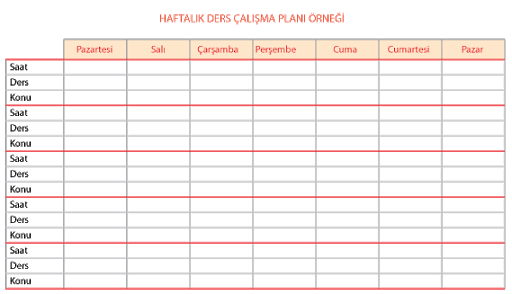 HAFTALIK DERS ÇALIŞMA PLANI ÖRNEĞİ
Pazartesi Salı Çarşamba Perşembe Cuma Cumartesi Pazar
Saat
Ders
Konu
Saat
Ders
Konu
Saat
Ders
Konu
Saat
Ders
Konu
Saat
Ders
Konu